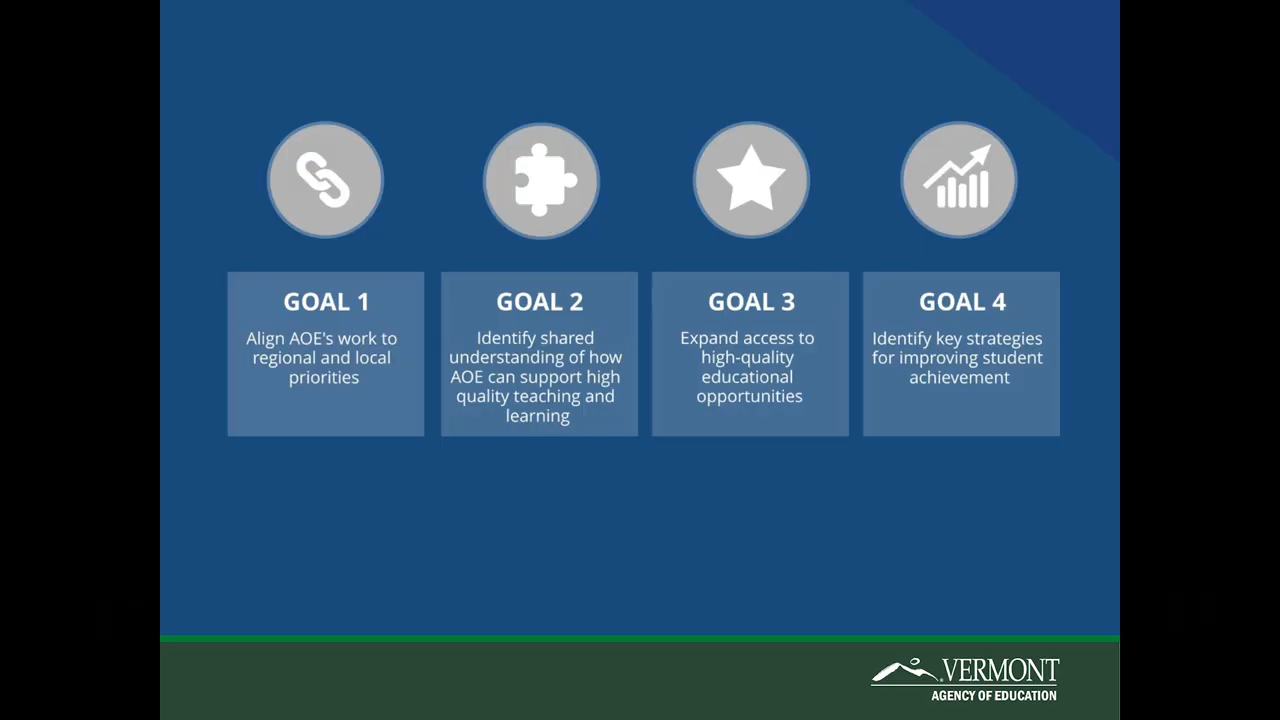 GOAL 1
Align AOE's work to
regional and local
priorities
GOAL 2
Identify shared
understanding of how
AOE can support high
quality teaching and
learning
GOAL 3
Expand access to
high-quality
educational
opportunities
GOAL 4
Identify key strategies
for improving student
achievement
VERMONT
AGENCY OF EDUCATION